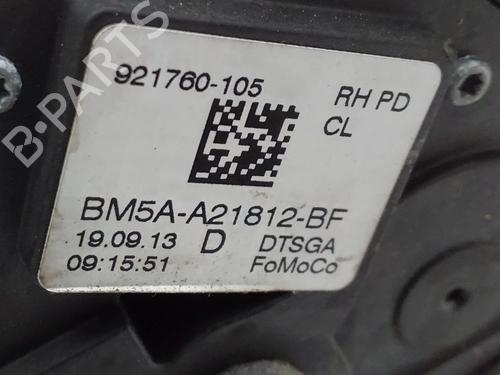 B-PARTS
921760-105
RH PD
CL
BM5A-A21812-BF
19.09.13 D DTSGA
09:15:51 FoMoCo